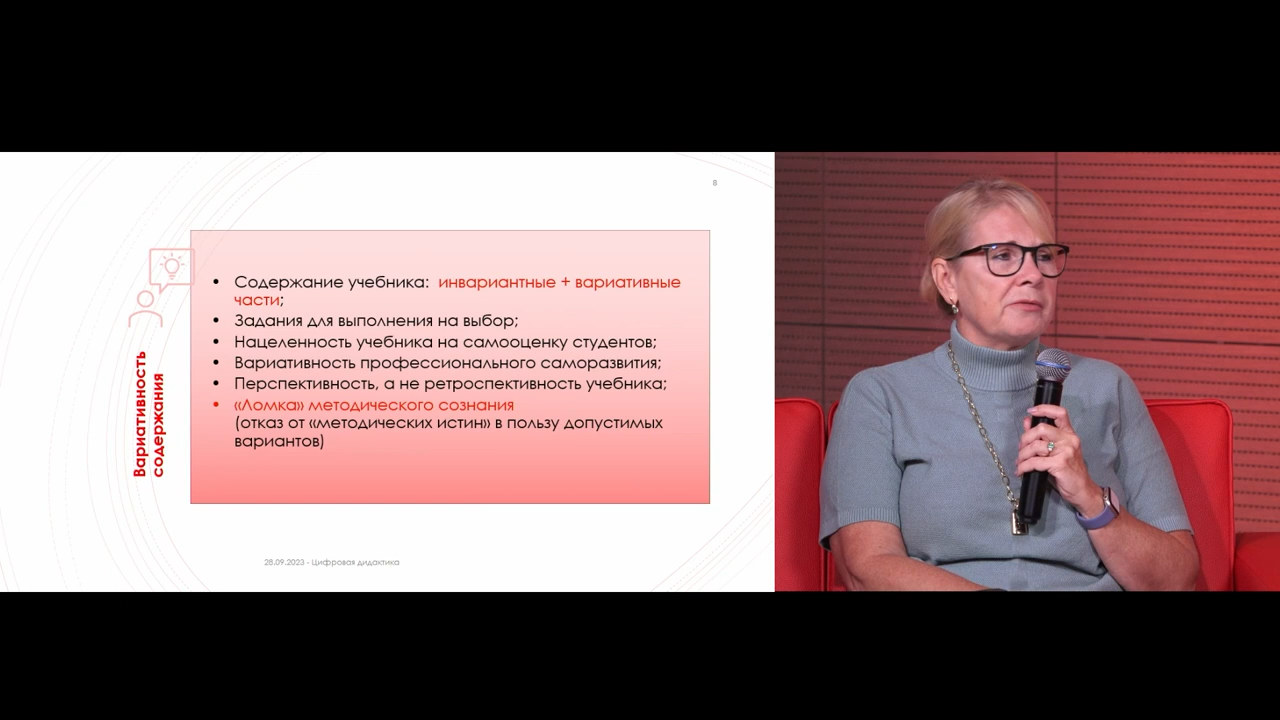 8
Вариативность
содержания
• Содержание учебника: инвариантные + вариативные
части;
• Задания для выполнения на выбор;
• Нацеленность учебника на самооценку студентов;
• Вариативность профессионального саморазвития;
• Перспективность, а не ретроспективность учебника;
• «Ломка» методического сознания
(отказ от «методических истин» в пользу допустимых
вариантов)
28.09.2023 - Цифровая дидактика